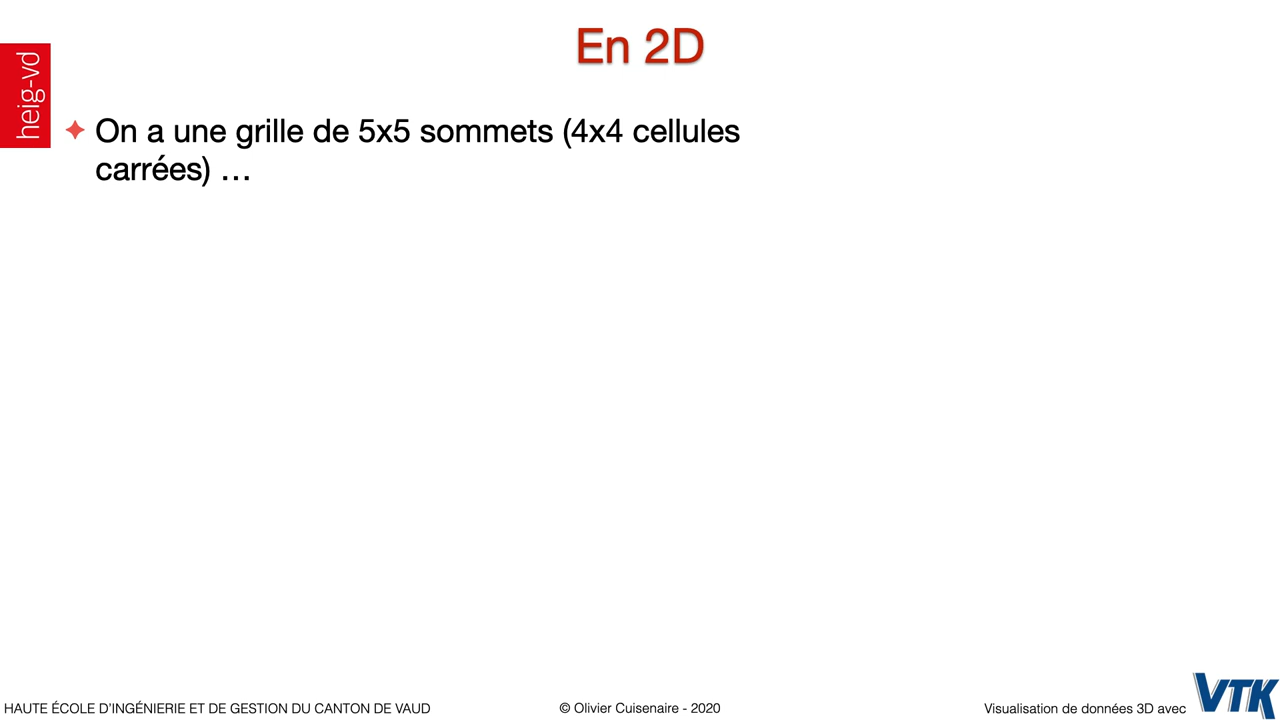 En 2D
heig-vd
On a une grille de 5x5 sommets (4x4 cellules
carrées) …
HAUTE ÉCOLE D'INGÉNIERIE ET DE GESTION DU CANTON DE VAUD
© Olivier Cuisenaire - 2020
Visualisation de données 3D avec
VTK